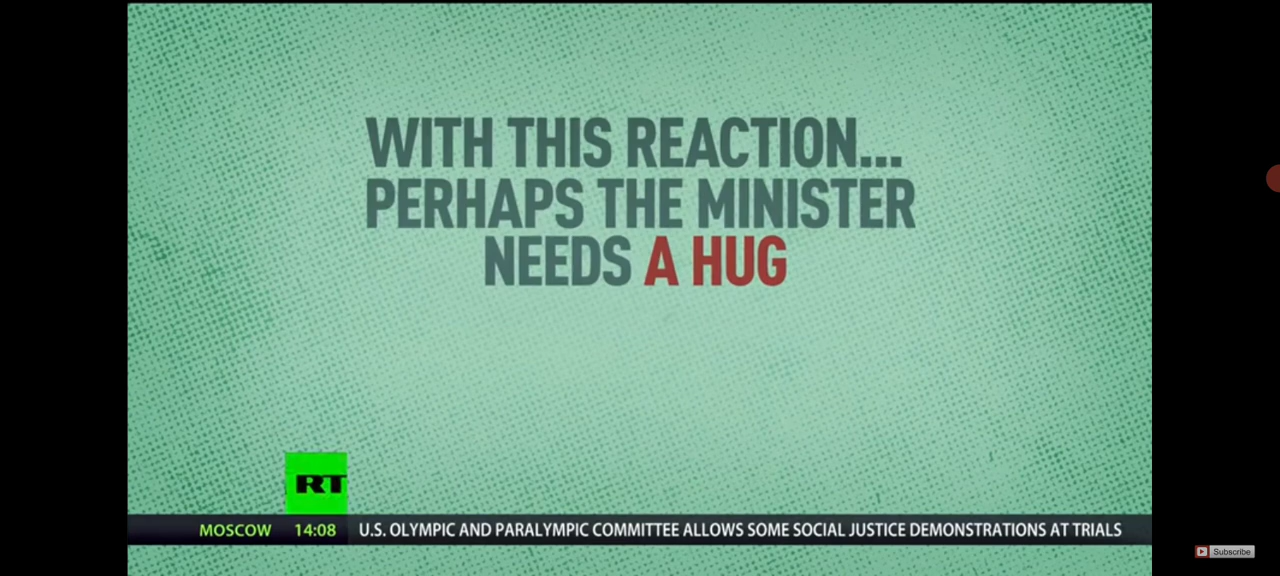 WITH THIS REACTION...
PERHAPS THE MINISTER
NEEDS A HUG
RT
MOSCOW 14:08 U.S. OLYMPIC AND PARALYMPIC COMMITTEE ALLOWS SOME SOCIAL JUSTICE DEMONSTRATIONS AT TRIALS
Subscribe